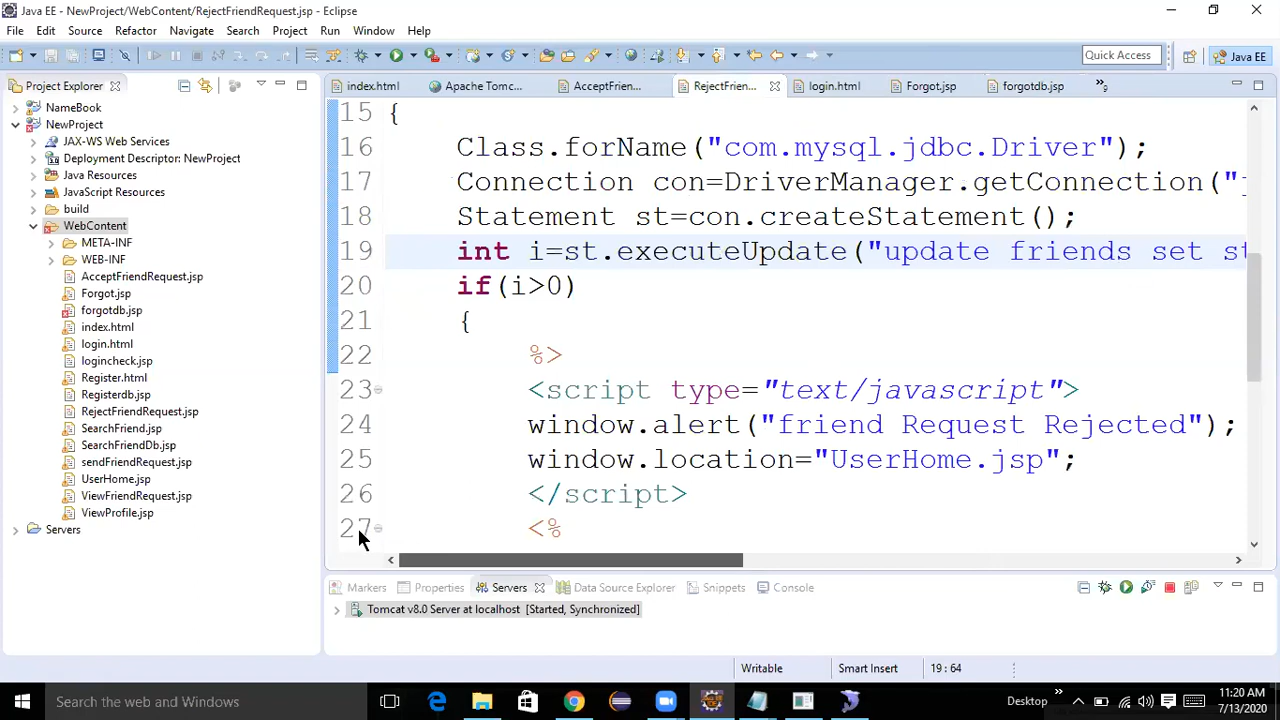 Java EE - NewProject/WebContent/RejectFriendRequest.jsp - Eclipse
File Edit Source Refactor Navigate Search Project Run Window Help
Quick Access
Java EE
Project Explorer
index.html
Apache Tomc...
AcceptFrien...
RejectFrien...
login.html
Forgot.jsp
forgotdb.jsp
NameBook
NewProject
JAX-WS Web Services
Deployment Descriptor: NewProject
Java Resources
JavaScript Resources
build
WebContent
META-INF
WEB-INF
AcceptFriendRequest.jsp
Forgot.jsp
forgotdb.jsp
index.html
login.html
logincheck.jsp
Register.html
Registerdb.jsp
RejectFriendRequest.jsp
SearchFriend.jsp
SearchFriendDb.jsp
sendFriendRequest.jsp
UserHome.jsp
ViewFriendRequest.jsp
ViewProfile.jsp
Servers
15 {
16 Class.forName("com.mysql.jdbc.Driver");
17 Connection con=DriverManager.getConnection("
18 Statement st=con.createStatement();
19 int i=st.executeUpdate("update friends set st
20 if(i>0)
21 {
22 %>
23 <script type="text/javascript">
24 window.alert("friend Request Rejected");
25 window.location="UserHome.jsp";
26 </script>
27 <%
Markers
Properties
Servers
Data Source Explorer
Snippets
Console
Tomcat v8.0 Server at localhost [Started, Synchronized]
Writable
Smart Insert
19 : 64
Search the web and Windows
Desktop
11:20 AM
7/13/2020